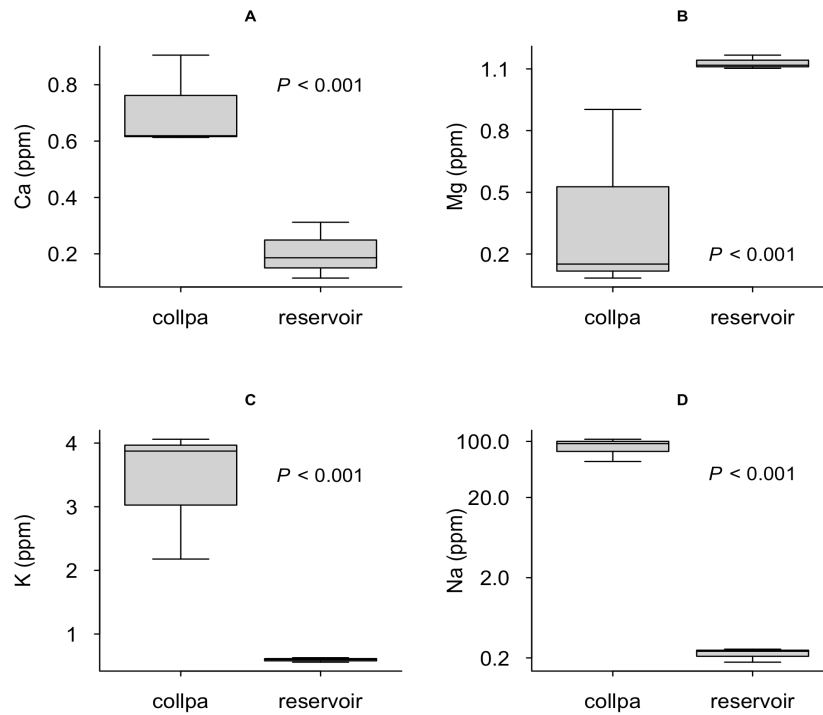 A
Ca (ppm)
0.8
0.6
0.4
0.2
P < 0.001
collpa
reservoir
B
Mg (ppm)
1.1
0.8
0.5
0.2
P < 0.001
collpa
reservoir
C
K (ppm)
4
3
2
1
P < 0.001
collpa
reservoir
D
Na (ppm)
100.0
20.0
2.0
0.2
P < 0.001
collpa
reservoir